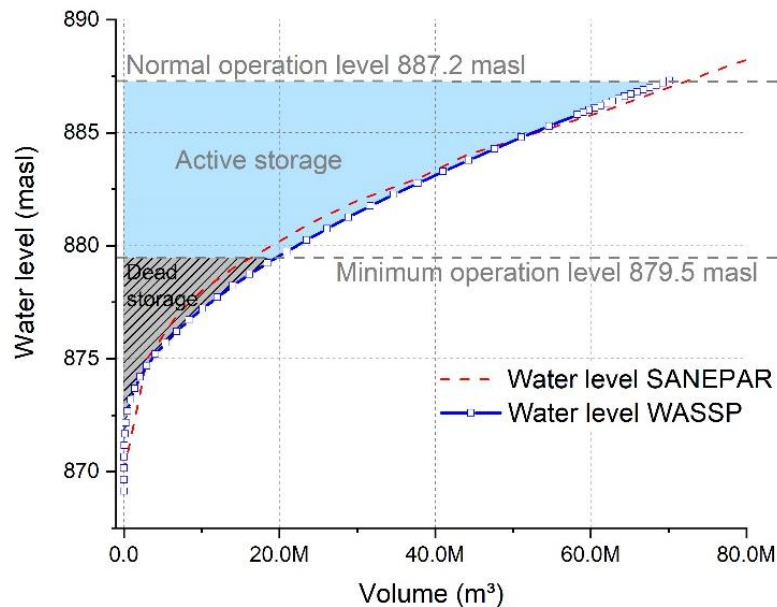 890
Normal operation level 887.2 masl
885
Active storage
880
Minimum operation level 879.5 masl
Dead
storage
875
Water level SANEPAR
Water level WASSP
870
Water level (masl)
0.0
20.0M
40.0M
60.0M
80.0M
Volume (m³)